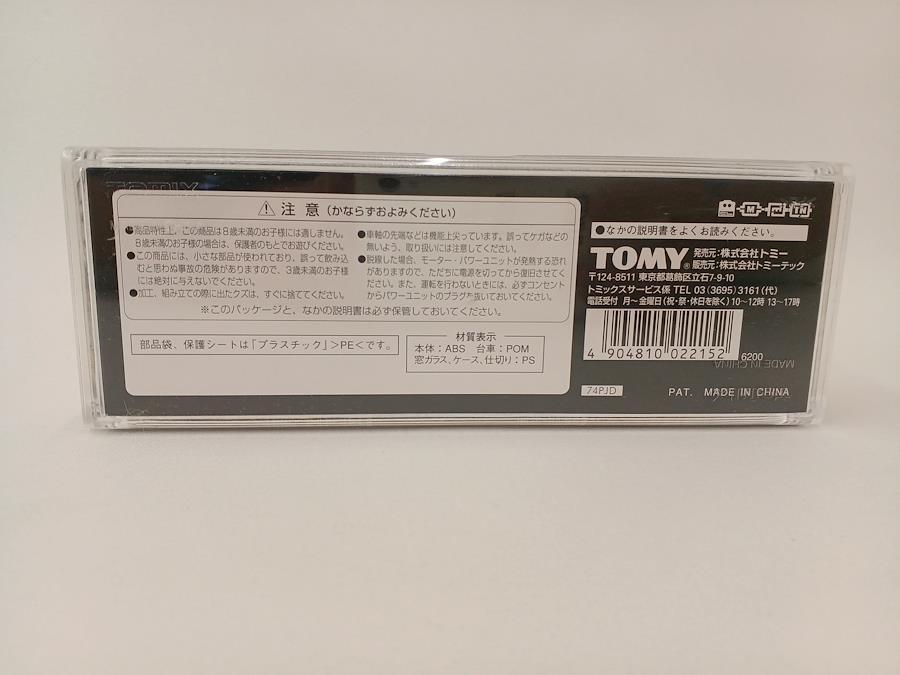 TOMIX
⚠ 注 意（かならずおよみください）
●商品特性上、この商品は8歳未満のお子様には適しません。
8歳未満のお子様の場合は、保護者のもとでお遊びください。
●この商品には、小さな部品が使われており、誤って飲み込
むと思わぬ事故の危険がありますので、3歳未満のお子様
には絶対に与えないでください。
●加工、組み立ての際に出たクズは、すぐに捨ててください。
●車軸の先端などは機能上尖っています。誤ってケガなどの
無いよう、取り扱いには注意してください。
●脱線した場合、モーター・パワーユニットが発熱する恐れ
がありますので、ただちに電源を切ってから復旧させてく
ださい。また、運転を行わないときには、必ずコンセント
からパワーユニットのプラグを抜いておいてください。
※このパッケージと、なかの説明書は必ず保管しておいてください。
部品袋、保護シートは「プラスチック」>PE<です。
材質表示
本体：ABS 台車：POM
窓ガラス、ケース、仕切り：PS
●なかの説明書をよくお読みください。
TOMY®
発売元：株式会社トミー
販売元：株式会社トミーテック
〒124-8511 東京都葛飾区立石7-9-10
トミックスサービス係 TEL 03(3695)3161(代)
電話受付 月～金曜日(祝・祭・休日を除く)10～12時 13～17時
4 904810 022152
6200
MADE IN CHINA
74PJD
PAT. MADE IN CHINA